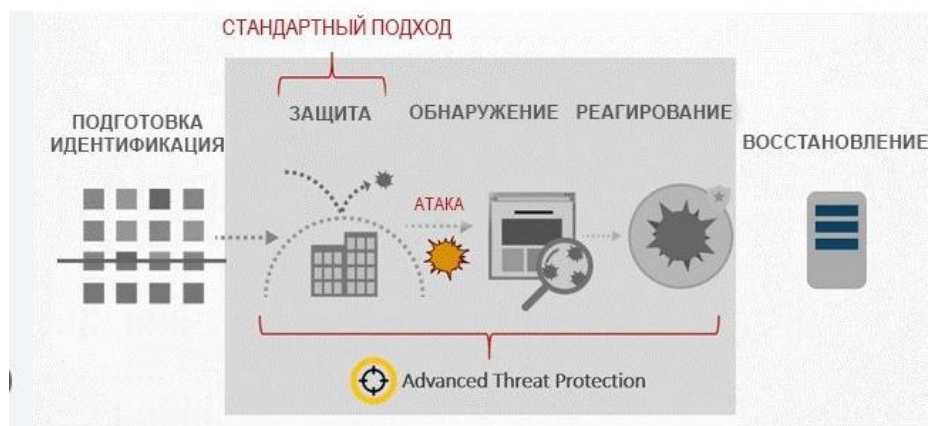 СТАНДАРТНЫЙ ПОДХОД
ПОДГОТОВКА
ИДЕНТИФИКАЦИЯ
ЗАЩИТА
ОБНАРУЖЕНИЕ
РЕАГИРОВАНИЕ
ВОССТАНОВЛЕНИЕ
АТАКА
Advanced Threat Protection